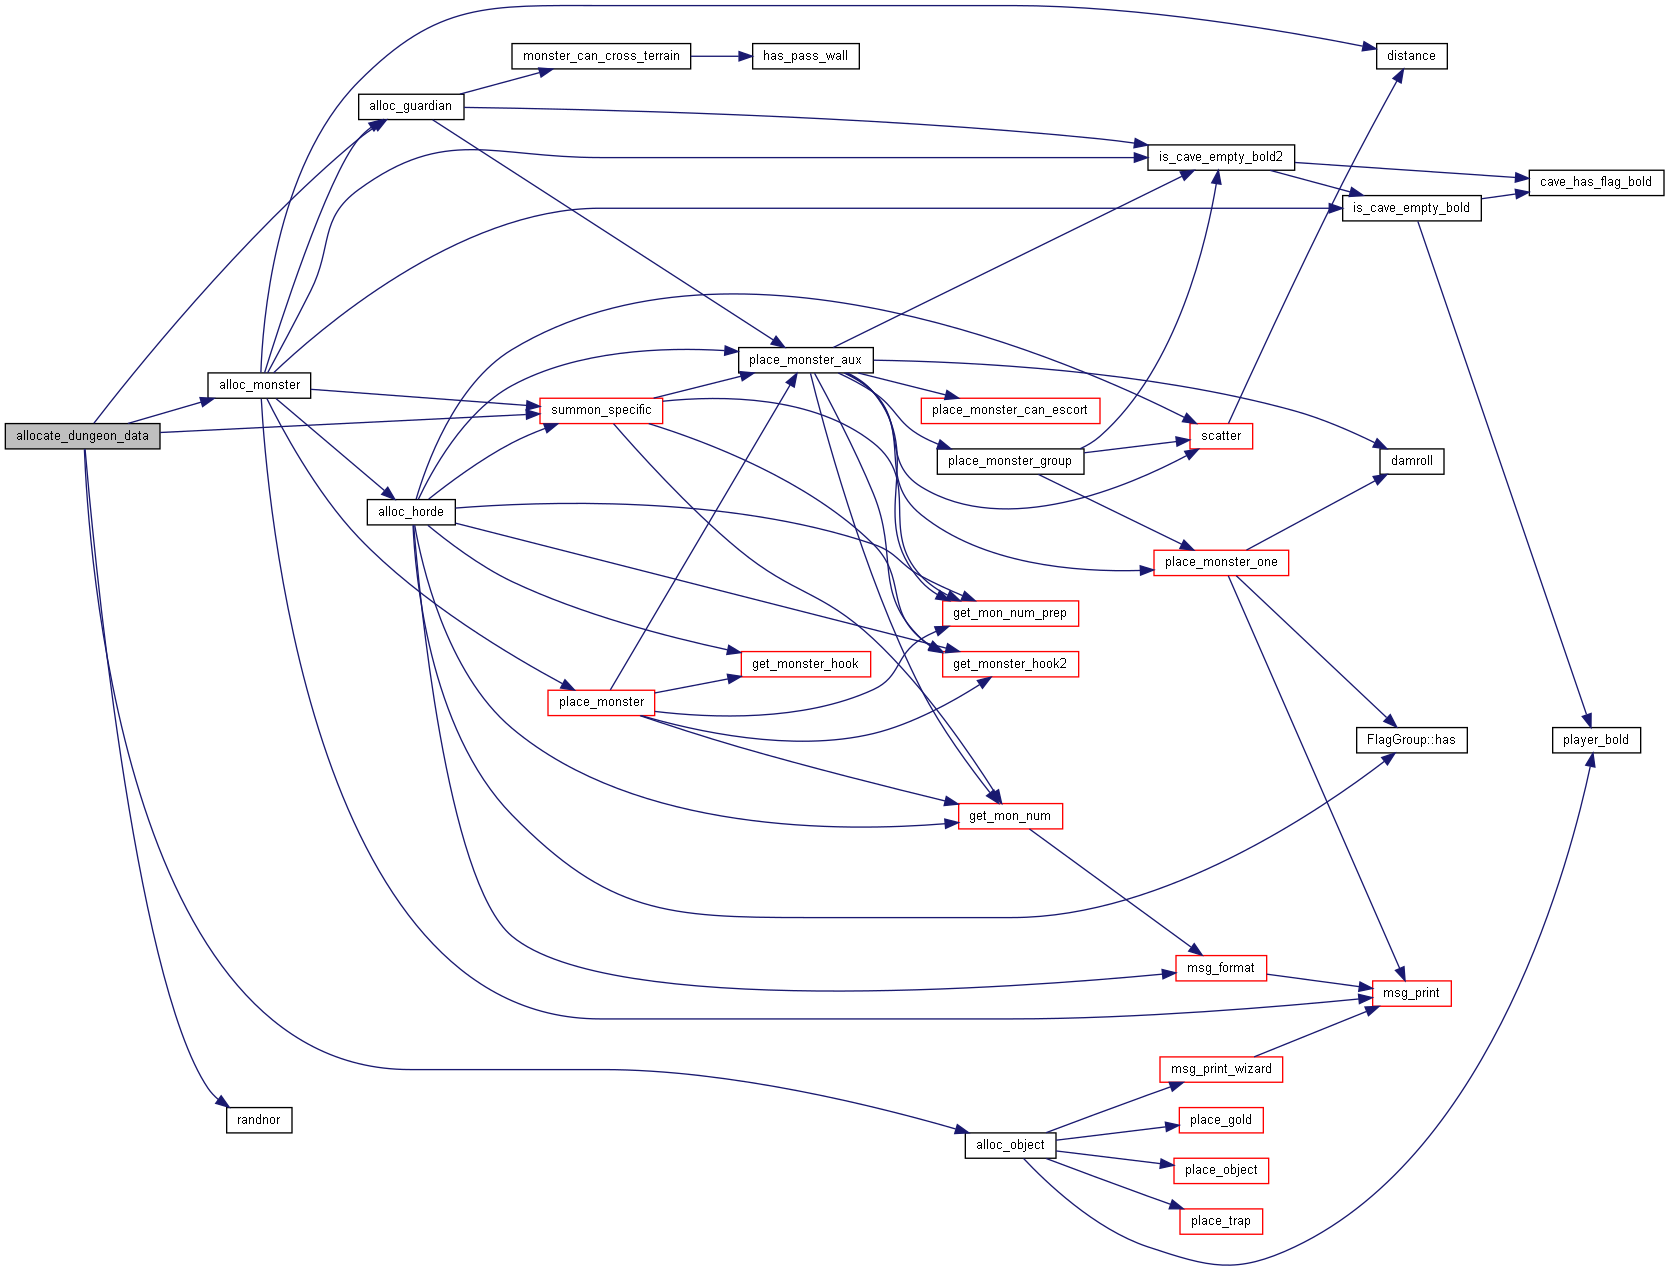 monster_can_cross_terrain
has_pass_wall
distance
alloc_guardian
is_cave_empty_bold2
cave_has_flag_bold
is_cave_empty_bold
place_monster_aux
alloc_monster
summon_specific
place_monster_can_escort
allocate_dungeon_data
scatter
place_monster_group
damroll
alloc_horde
place_monster_one
get_mon_num_prep
get_monster_hook
get_monster_hook2
place_monster
FlagGroup::has
player_bold
get_mon_num
msg_format
msg_print
msg_print_wizard
randnor
place_gold
alloc_object
place_object
place_trap